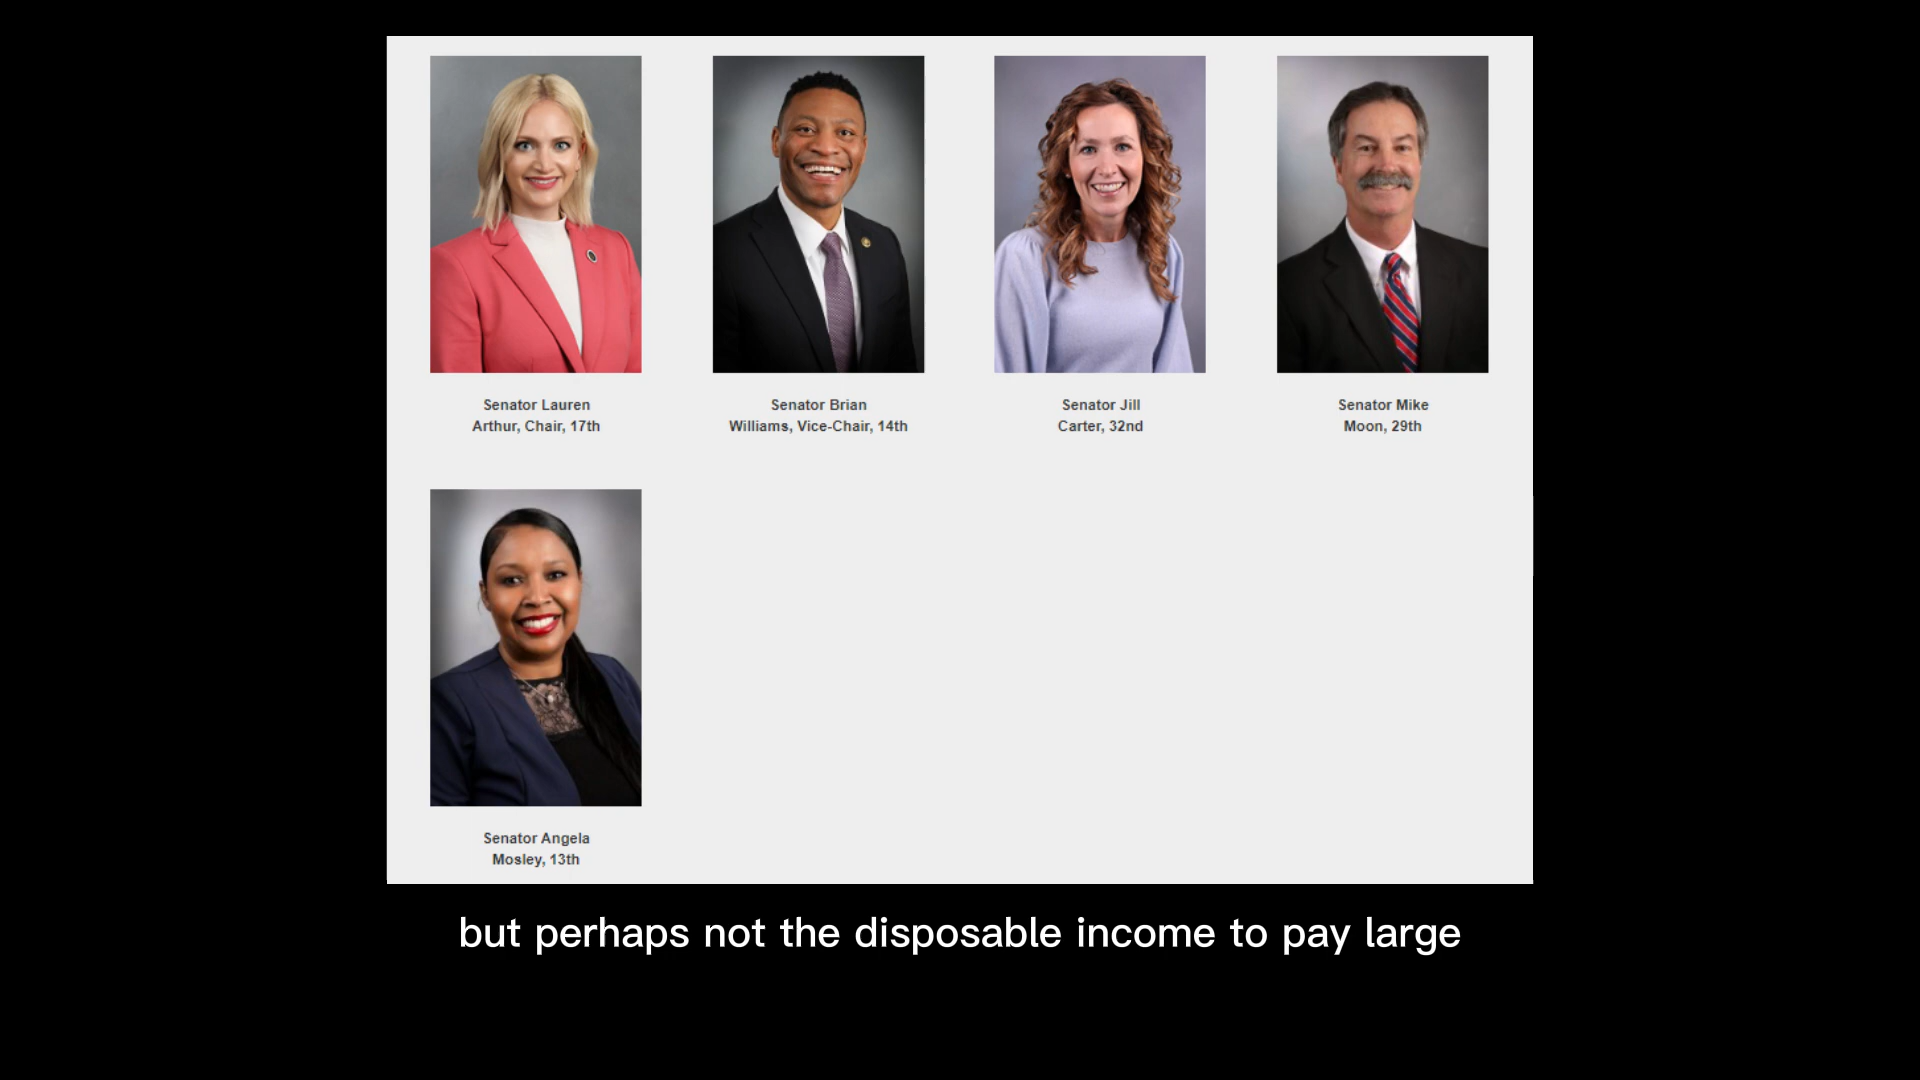 Senator Lauren
Arthur, Chair, 17th
Senator Brian
Williams, Vice-Chair, 14th
Senator Jill
Carter, 32nd
Senator Mike
Moon, 29th
Senator Angela
Mosley, 13th
but perhaps not the disposable income to pay large